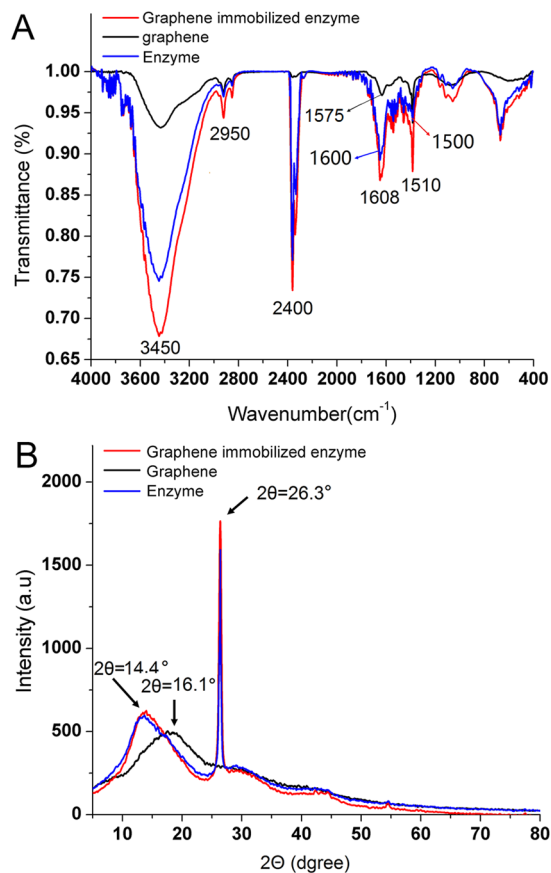 A
Graphene immobilized enzyme
graphene
Enzyme
Transmittance (%)
1.00
0.95
0.90
0.85
0.80
0.75
0.70
0.65
2950
1575
1500
1600
1608
1510
2400
3450
4000 3600 3200 2800 2400 2000 1600 1200 800 400
Wavenumber(cm⁻¹)
B
Graphene immobilized enzyme
Graphene
Enzyme
Intensity (a.u)
2000
1500
1000
500
0
2θ=26.3°
2θ=14.4°
2θ=16.1°
10 20 30 40 50 60 70 80
2Θ (dgree)